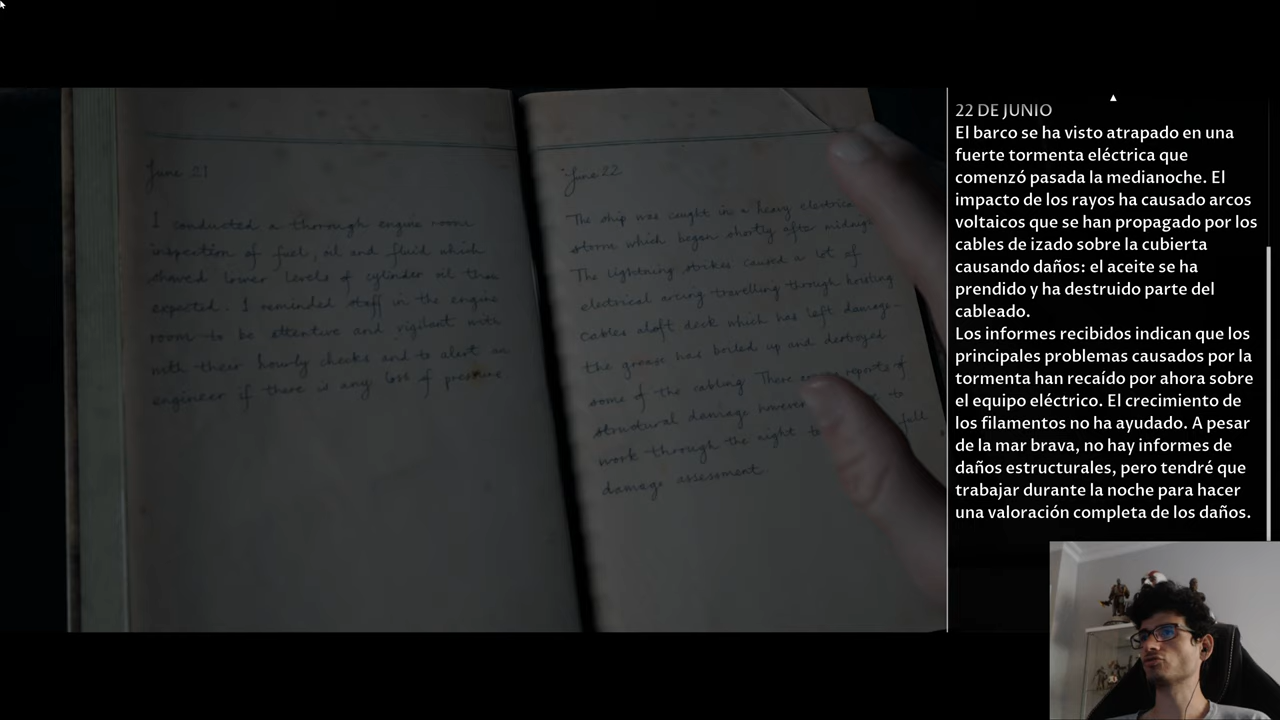 June 21
I conducted a thorough engine room
inspection of fuel, oil and fluid which
showed lower levels of cylinder oil than
expected. I reminded staff in the engine
room to be attentive and vigilant with
with their hourly checks and to alert an
engineer if there is any loss of pressure
June 22
The ship was caught in a heavy electrical
storm which began shortly after
The lightning strikes caused a lot of
electrical arcing travelling through hoisting
cables aloft deck which has left damage-
the grease has boiled up and destroyed
some of the cabling There reports of
structural damage however to
work through the night to full
damage assessment
22 DE JUNIO
El barco se ha visto atrapado en una
fuerte tormenta eléctrica que
comenzó pasada la medianoche. El
impacto de los rayos ha causado arcos
voltaicos que se han propagado por los
cables de izado sobre la cubierta
causando daños: el aceite se ha
prendido y ha destruido parte del
cableado.
Los informes recibidos indican que los
principales problemas causados por la
tormenta han recaído por ahora sobre
el equipo eléctrico. El crecimiento de
los filamentos no ha ayudado. A pesar
de la mar brava, no hay informes de
daños estructurales, pero tendré que
trabajar durante la noche para hacer
una valoración completa de los daños.